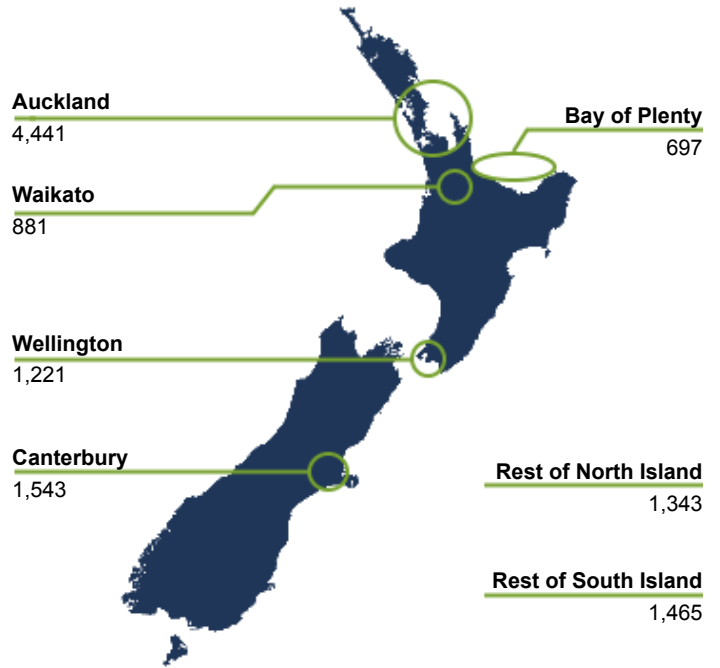 Auckland
4,441
Bay of Plenty
697
Waikato
881
Wellington
1,221
Canterbury
1,543
Rest of North Island
1,343
Rest of South Island
1,465